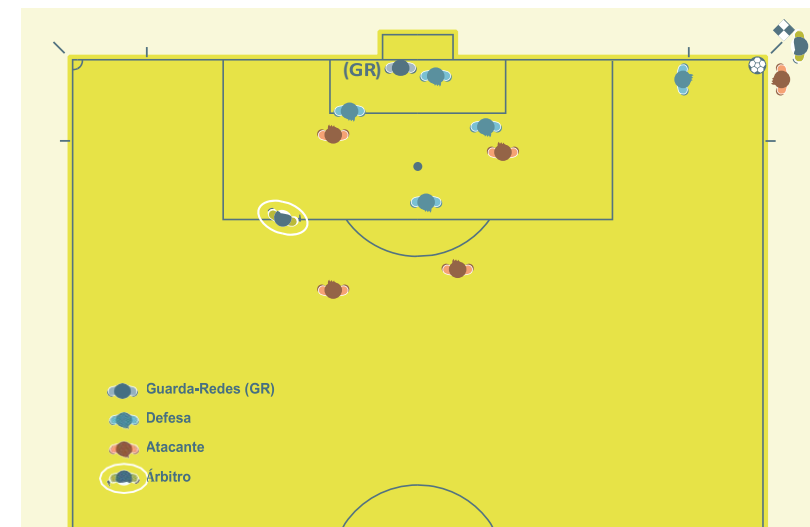 (GR)
Guarda-Redes (GR)
Defesa
Atacante
Árbitro